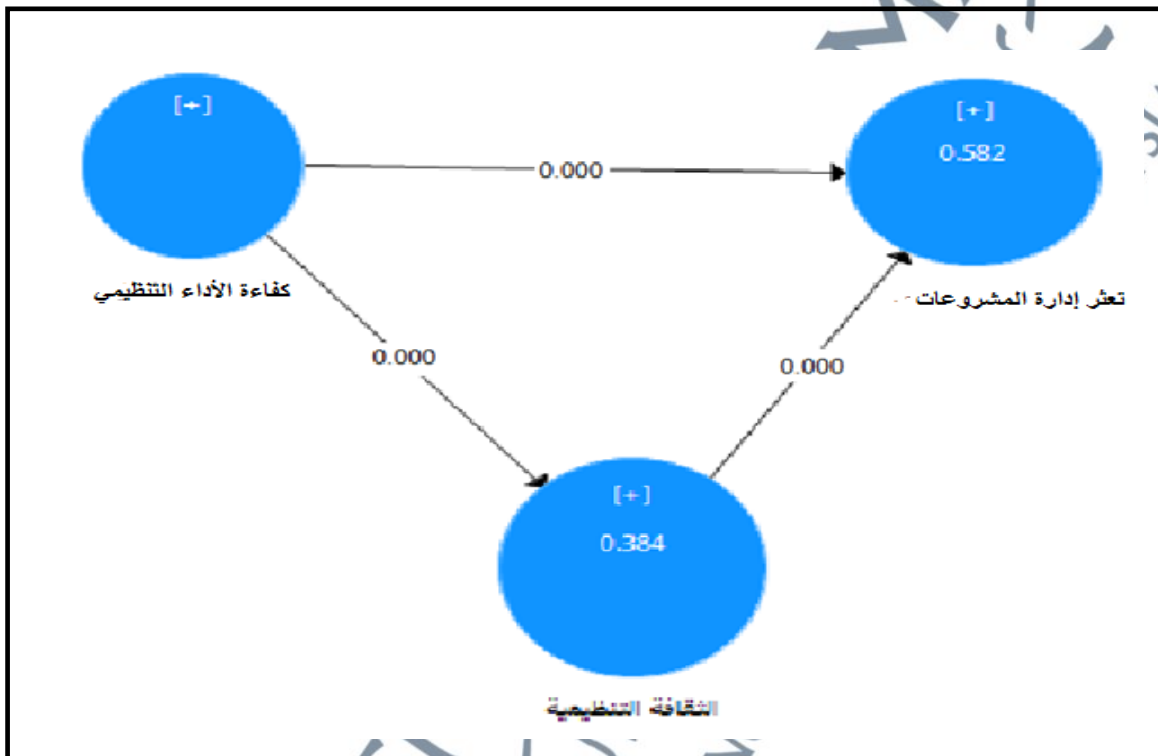 [+]
[+]
0.582
0.000
كفاءة الأداء التنظيمي
تعثر إدارة المشروعات
0.000
0.000
[+]
0.384
الثقافة التنظيمية